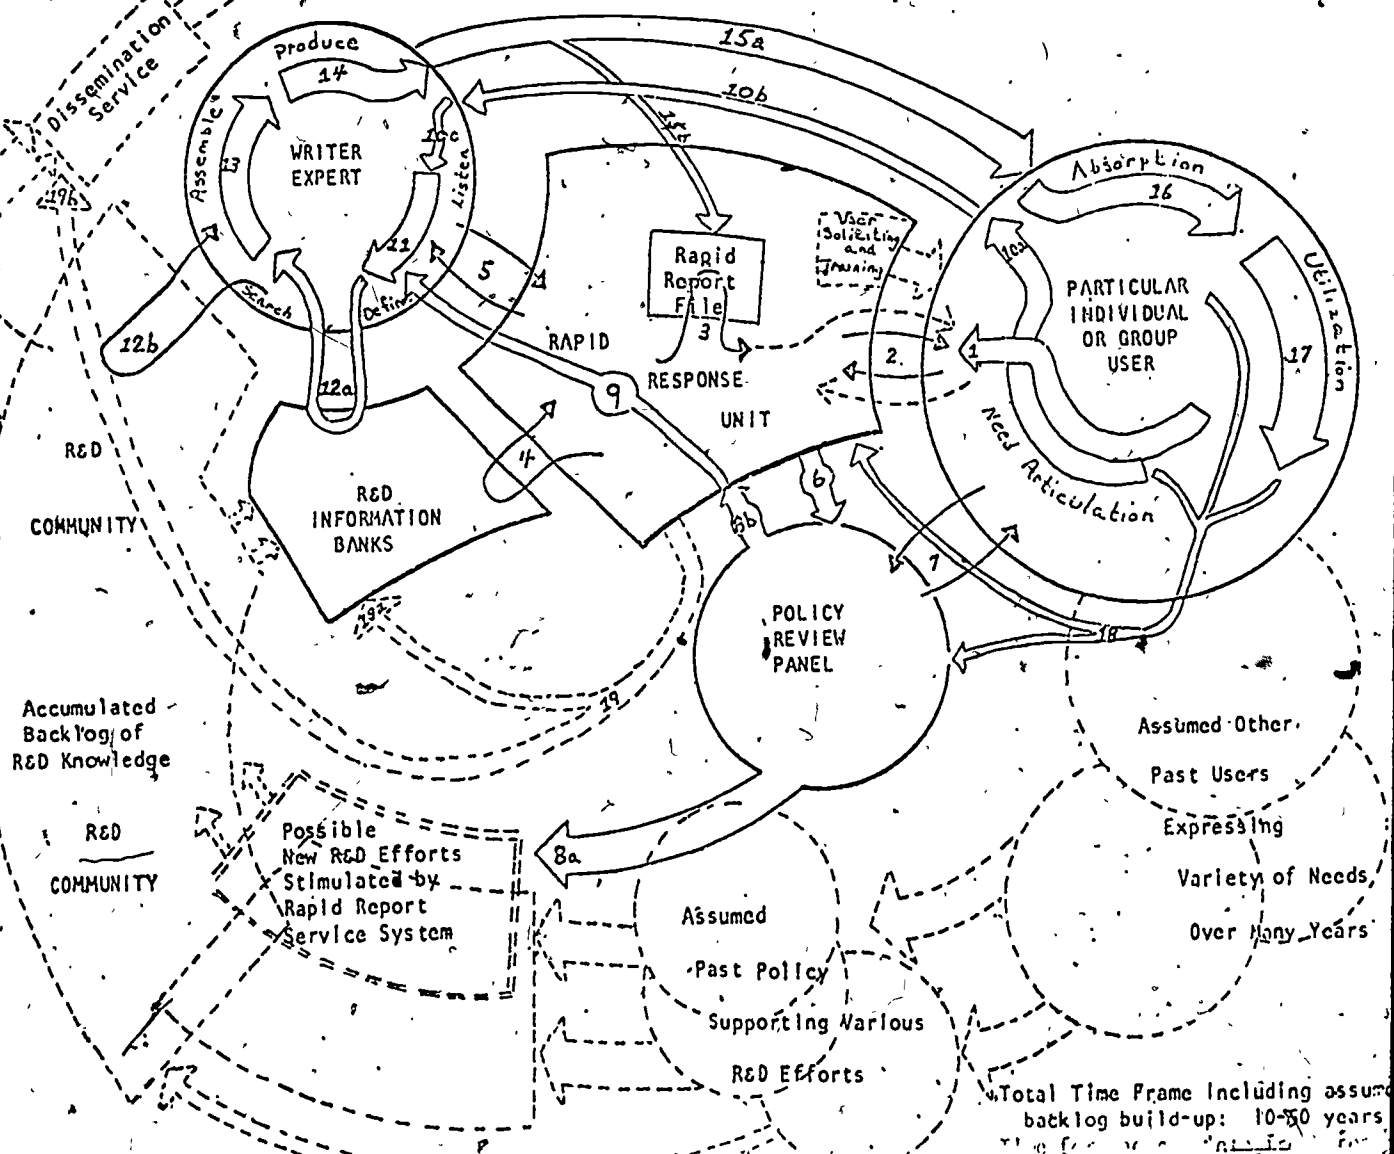 Dissemination
Service
19b
Produce
14
Assemble
13
WRITER
EXPERT
10c
Listen
11
Search
Define
12b
12a
15a
10b
15b
5
Rapid
Report
File
3
User
Soliciting
and
Training
RAPID
RESPONSE
UNIT
2.
9
4
6
8b
7
Absorption
16
10a
Utilization
17
PARTICULAR
INDIVIDUAL
OR GROUP
USER
1
Need Articulation
18
R&D
COMMUNITY
R&D
INFORMATION
BANKS
19a
19
POLICY
REVIEW
PANEL
Accumulated
Backlog of
R&D Knowledge
R&D
COMMUNITY
Possible
New R&D Efforts
Stimulated by
Rapid Report
Service System
8a
Assumed
Past Policy
Supporting Various
R&D Efforts
Assumed Other
Past Users
Expressing
Variety of Needs
Over Many Years
Total Time Frame Including
backlog build-up: years